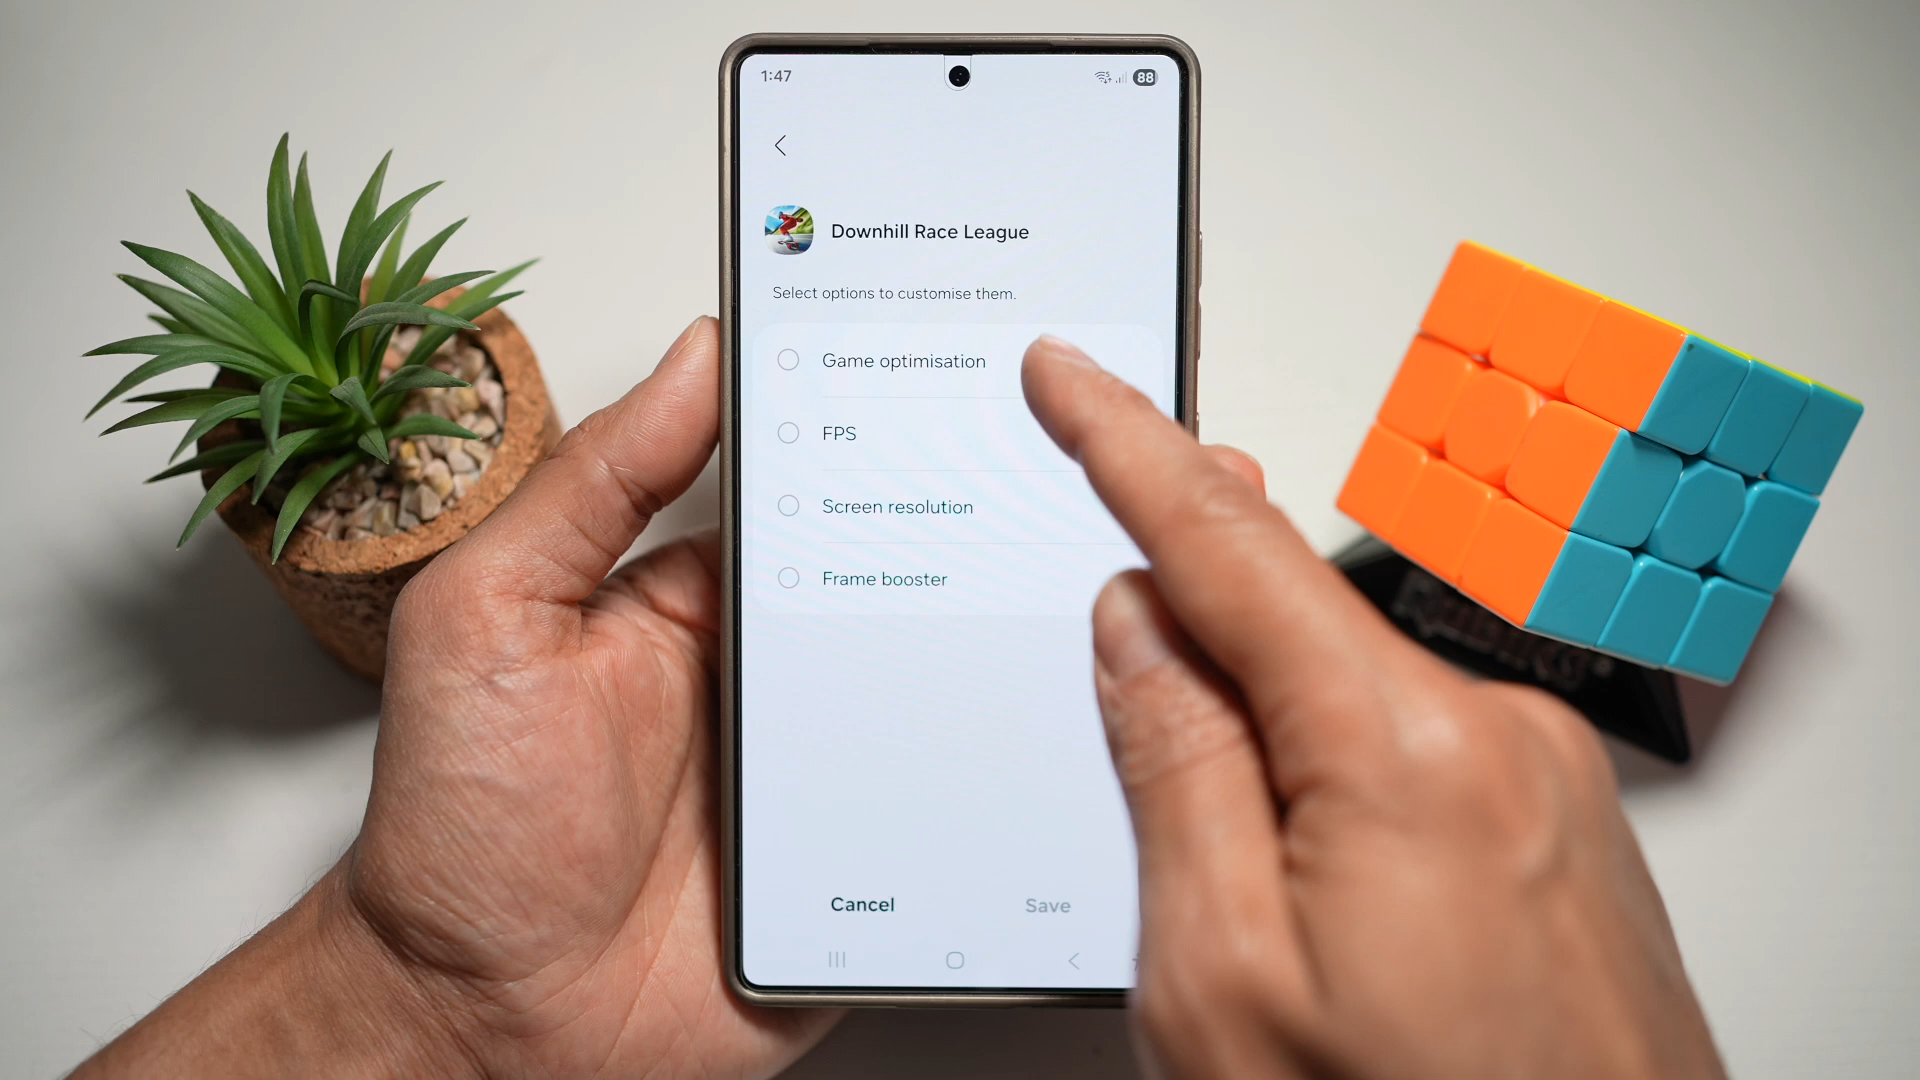 1:47
88
Downhill Race League
Select options to customise them.
Game optimisation
FPS
Screen resolution
Frame booster
Cancel
Save